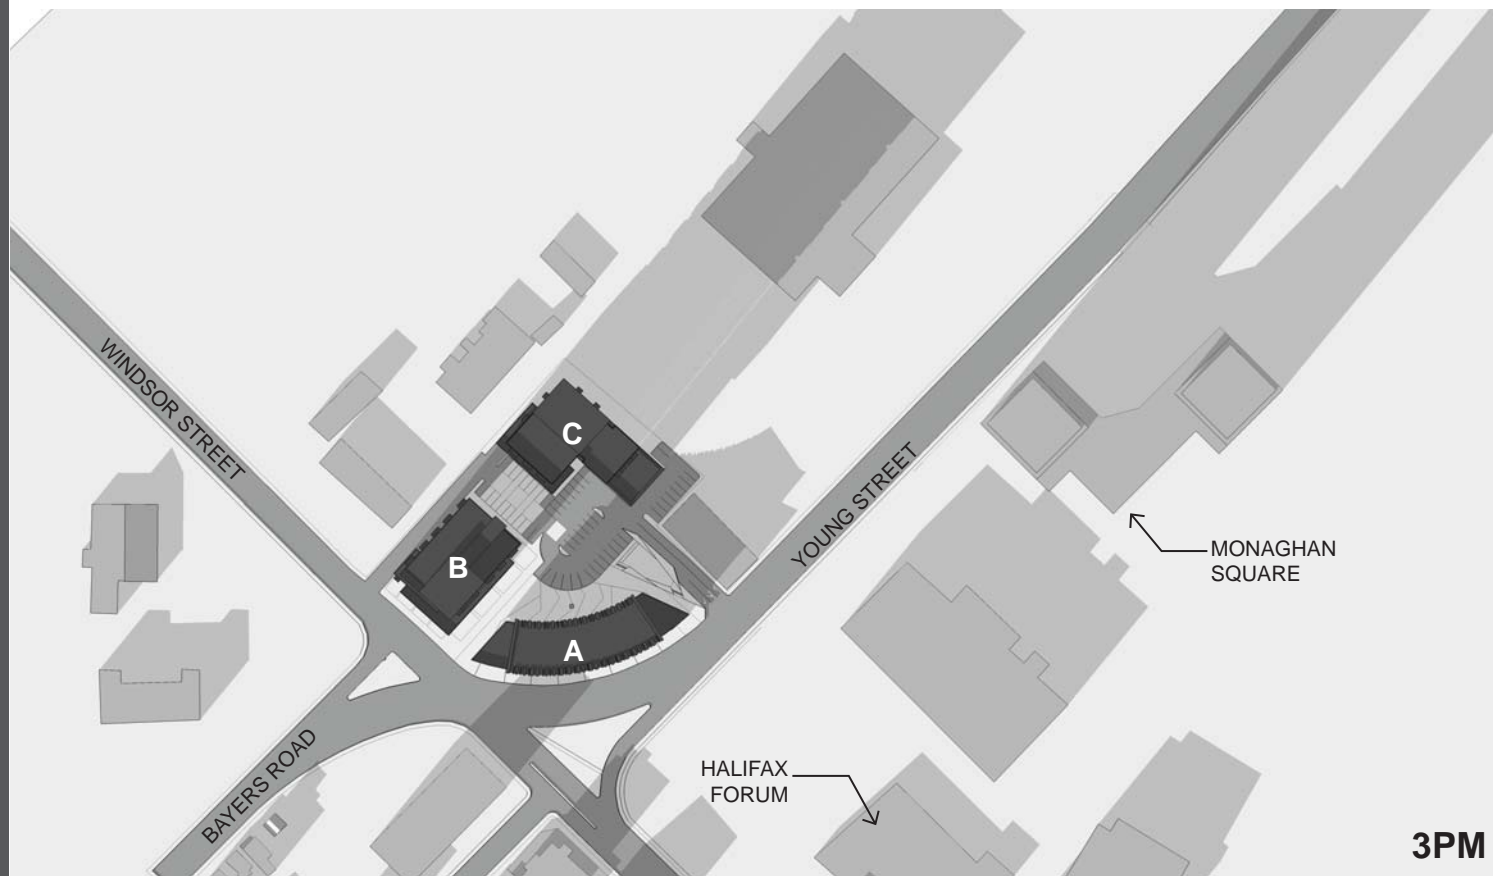 WINDSOR STREET
C
B
A
YOUNG STREET
MONAGHAN
SQUARE
BAYERS ROAD
HALIFAX
FORUM
3PM